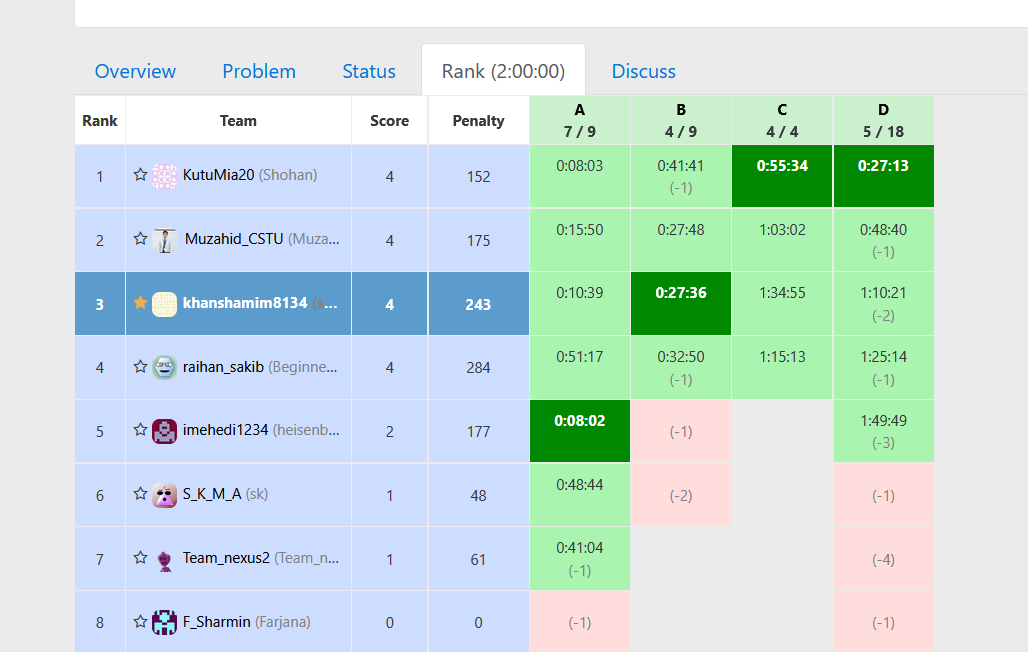 Overview Problem Status Rank (2:00:00) Discuss
Rank Team Score Penalty A 7 / 9 B 4 / 9 C 4 / 4 D 5 / 18
1 KutuMia20 (Shohan) 4 152 0:08:03 0:41:41 (-1) 0:55:34 0:27:13
2 Muzahid_CSTU (Muza... 4 175 0:15:50 0:27:48 1:03:02 0:48:40 (-1)
3 khanshamim8134 (s... 4 243 0:10:39 0:27:36 1:34:55 1:10:21 (-2)
4 raihan_sakib (Beginne... 4 284 0:51:17 0:32:50 (-1) 1:15:13 1:25:14 (-1)
5 imehedi1234 (heisenb... 2 177 0:08:02 (-1) 1:49:49 (-3)
6 S_K_M_A (sk) 1 48 0:48:44 (-2) (-1)
7 Team_nexus2 (Team_n... 1 61 0:41:04 (-1) (-4)
8 F_Sharmin (Farjana) 0 0 (-1) (-1)